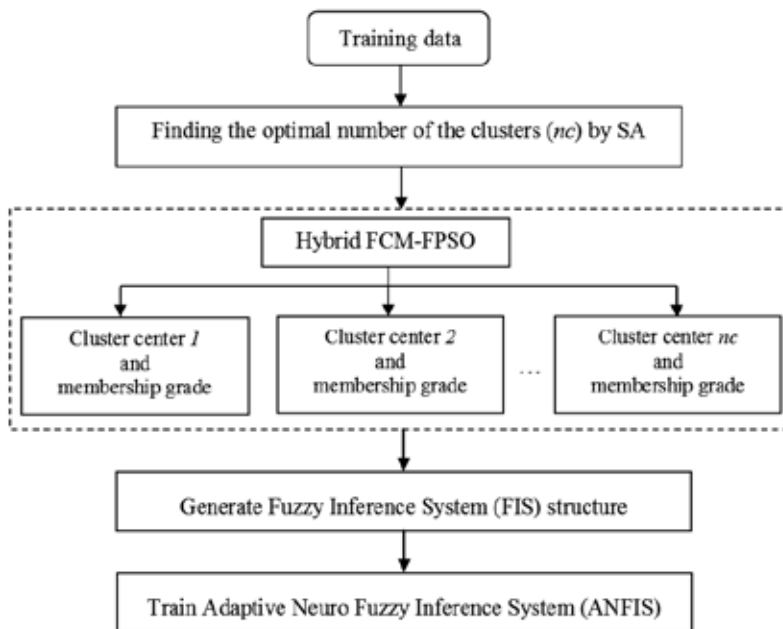 Training data
Finding the optimal number of the clusters (nc) by SA
Hybrid FCM-FPSO
Cluster center 1
and
membership grade
Cluster center 2
and
membership grade
...
Cluster center nc
and
membership grade
Generate Fuzzy Inference System (FIS) structure
Train Adaptive Neuro Fuzzy Inference System (ANFIS)